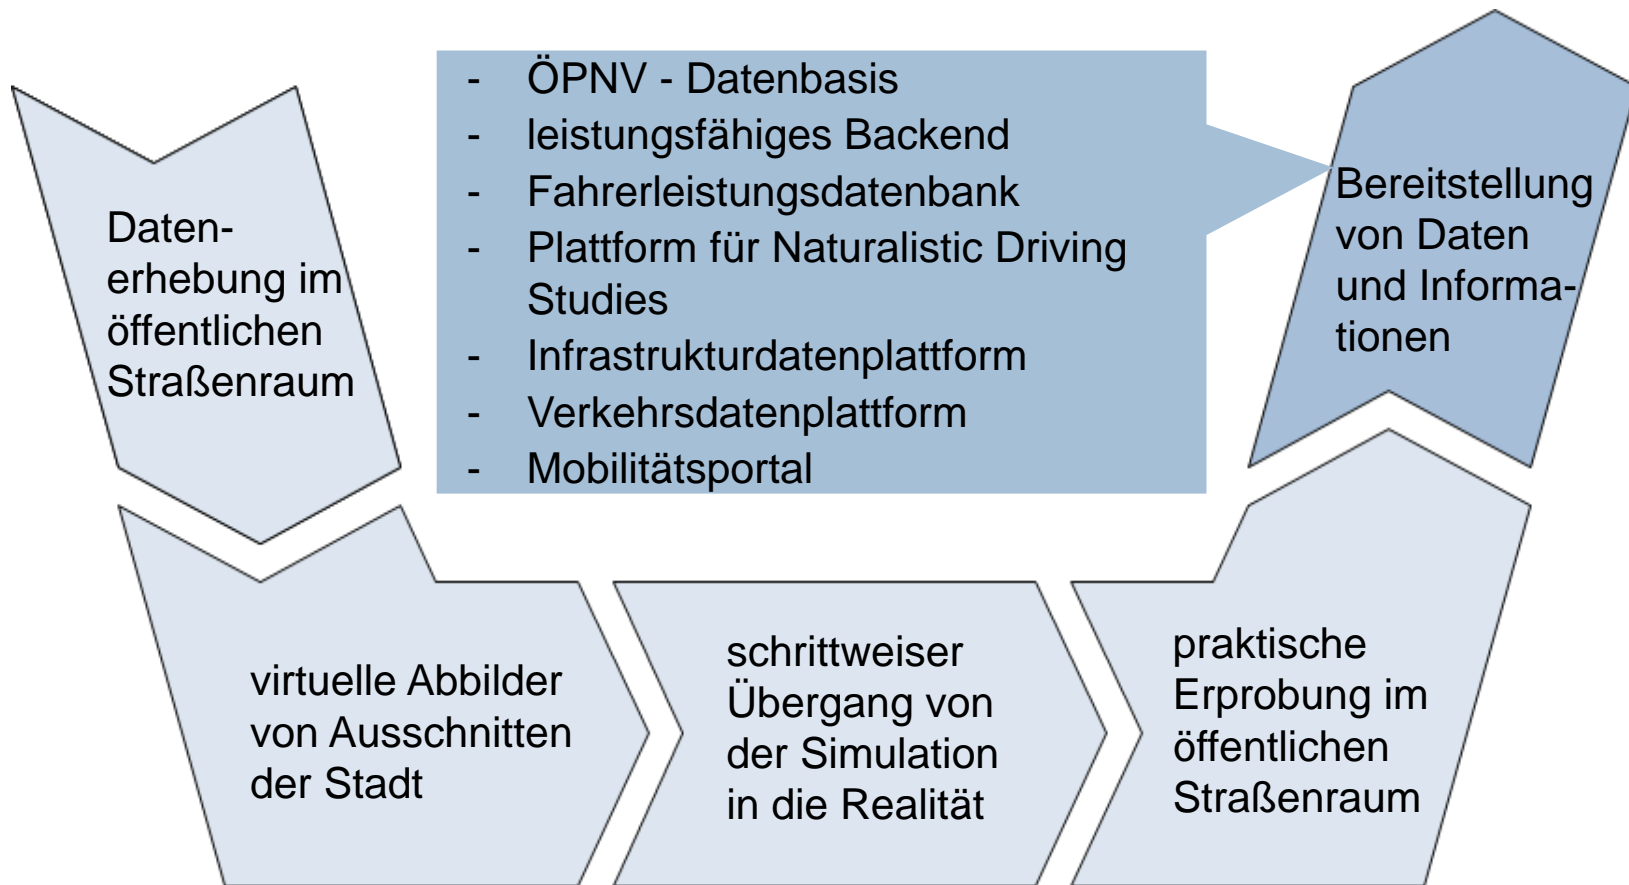 Daten-
erhebung im
öffentlichen
Straßenraum
- ÖPNV - Datenbasis
- leistungsfähiges Backend
- Fahrerleistungsdatenbank
- Plattform für Naturalistic Driving
Studies
- Infrastrukturdatenplattform
- Verkehrsdatenplattform
- Mobilitätsportal
Bereitstellung
von Daten
und Informa-
tionen
virtuelle Abbilder
von Ausschnitten
der Stadt
schrittweiser
Übergang von
der Simulation
in die Realität
praktische
Erprobung im
öffentlichen
Straßenraum